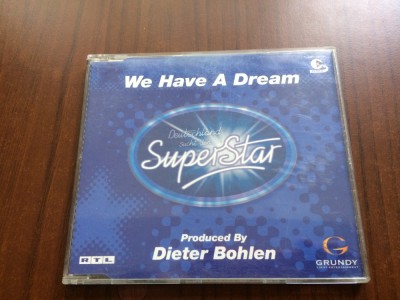 We Have A Dream
Deutschland
sucht den
SuperStar
Produced By
Dieter Bohlen
RTL
GRUNDY